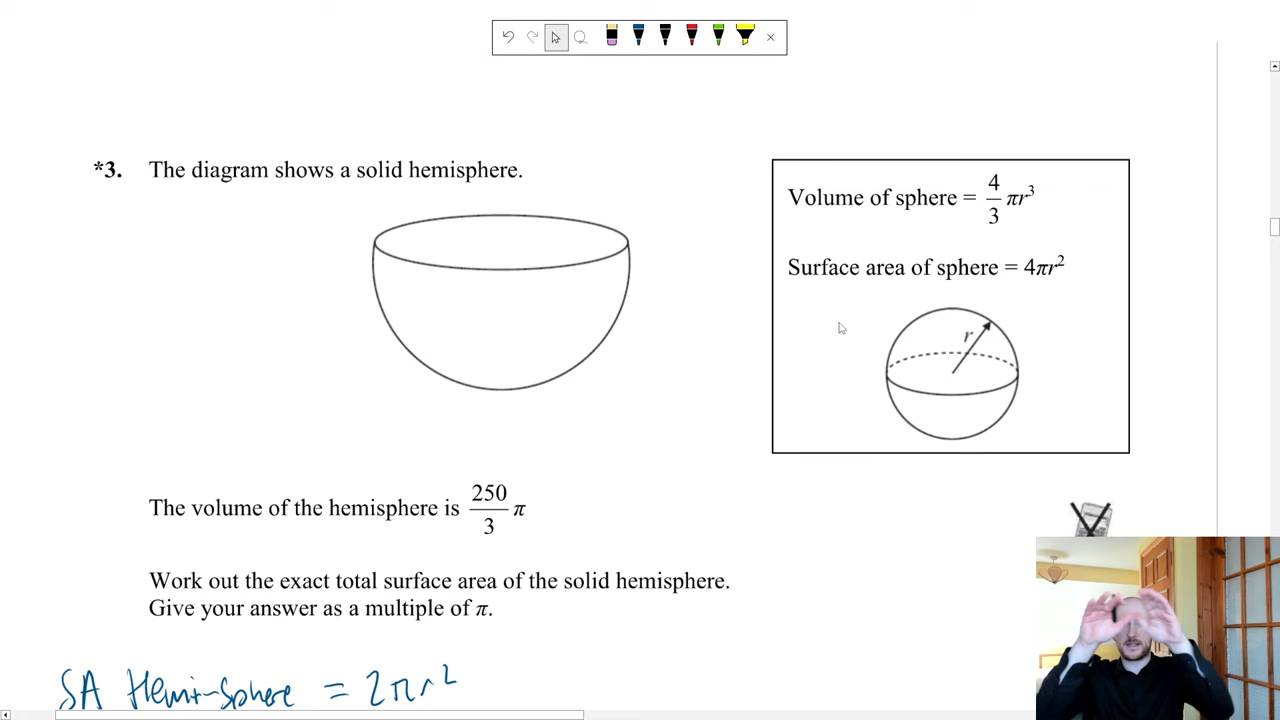 *3. The diagram shows a solid hemisphere.
Volume of sphere = 4/3 πr³
Surface area of sphere = 4πr²
r
The volume of the hemisphere is 250/3 π
Work out the exact total surface area of the solid hemisphere.
Give your answer as a multiple of π.
SA Hemi-sphere = 2πr²